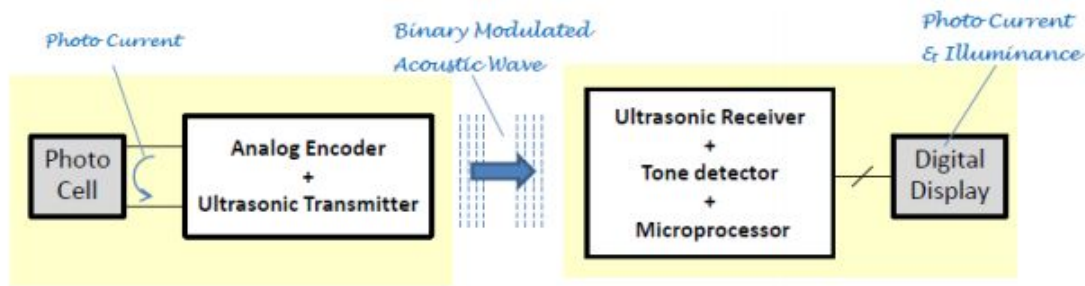 Photo Current
Binary Modulated
Acoustic Wave
Photo Current
& Illuminance
Photo
Cell
Analog Encoder
+
Ultrasonic Transmitter
Ultrasonic Receiver
+
Tone detector
+
Microprocessor
Digital
Display